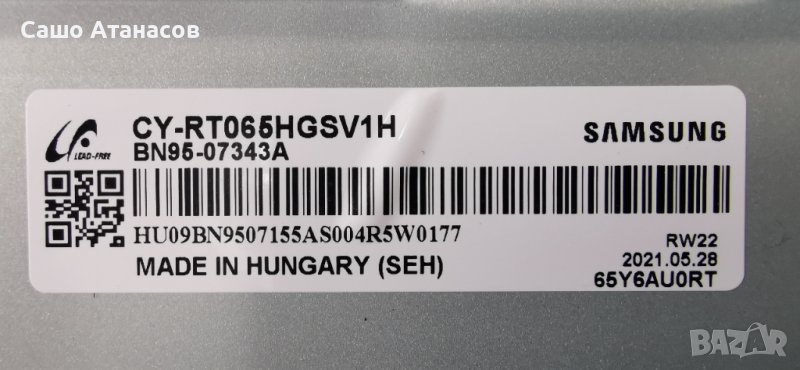 Сашо Атанасов
CY-RT065HGSV1H
SAMSUNG
LEAD-FREE
BN95-07343A
HU09BN9507155AS004R5W0177
RW22
MADE IN HUNGARY (SEH)
2021.05.28
65Y6AU0RT
BAZAR